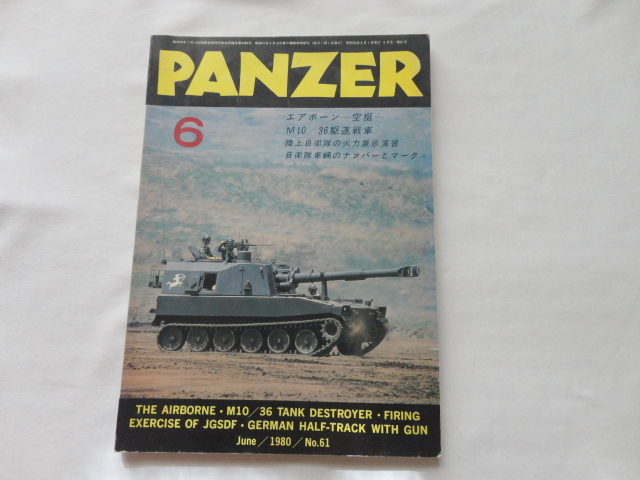 PANZER
6
エアボーン—空挺—
M10／36駆逐戦車
陸上自衛隊の火力展示演習
自衛隊車輌のナンバーとマーク
THE AIRBORNE・M10／36 TANK DESTROYER・FIRING
EXERCISE OF JGSDF・GERMAN HALF-TRACK WITH GUN
June／1980／No.61